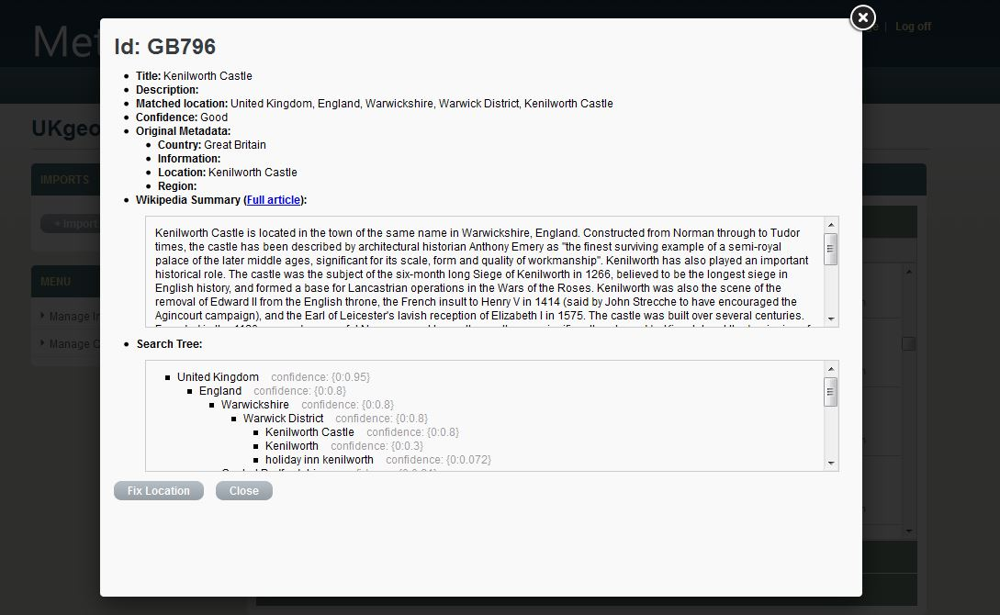 Met
Log off
UKgeo
IMPORTS
+ Import
MENU
Manage
Manage
Id: GB796
Title: Kenilworth Castle
Description:
Matched location: United Kingdom, England, Warwickshire, Warwick District, Kenilworth Castle
Confidence: Good
Original Metadata:
Country: Great Britain
Information:
Location: Kenilworth Castle
Region:
Wikipedia Summary (Full article):
Kenilworth Castle is located in the town of the same name in Warwickshire, England. Constructed from Norman through to Tudor
times, the castle has been described by architectural historian Anthony Emery as "the finest surviving example of a semi-royal
palace of the later middle ages, significant for its scale, form and quality of workmanship". Kenilworth has also played an important
historical role. The castle was the subject of the six-month long Siege of Kenilworth in 1266, believed to be the longest siege in
English history, and formed a base for Lancastrian operations in the Wars of the Roses. Kenilworth was also the scene of the
removal of Edward II from the English throne, the French insult to Henry V in 1414 (said by John Strecche to have encouraged the
Agincourt campaign), and the Earl of Leicester's lavish reception of Elizabeth I in 1575. The castle was built over several centuries.
Search Tree:
United Kingdom confidence: {0:0.95}
England confidence: {0:0.8}
Warwickshire confidence: {0:0.8}
Warwick District confidence: {0:0.8}
Kenilworth Castle confidence: {0:0.8}
Kenilworth confidence: {0:0.3}
holiday inn kenilworth confidence: {0:0.072}
Fix Location
Close